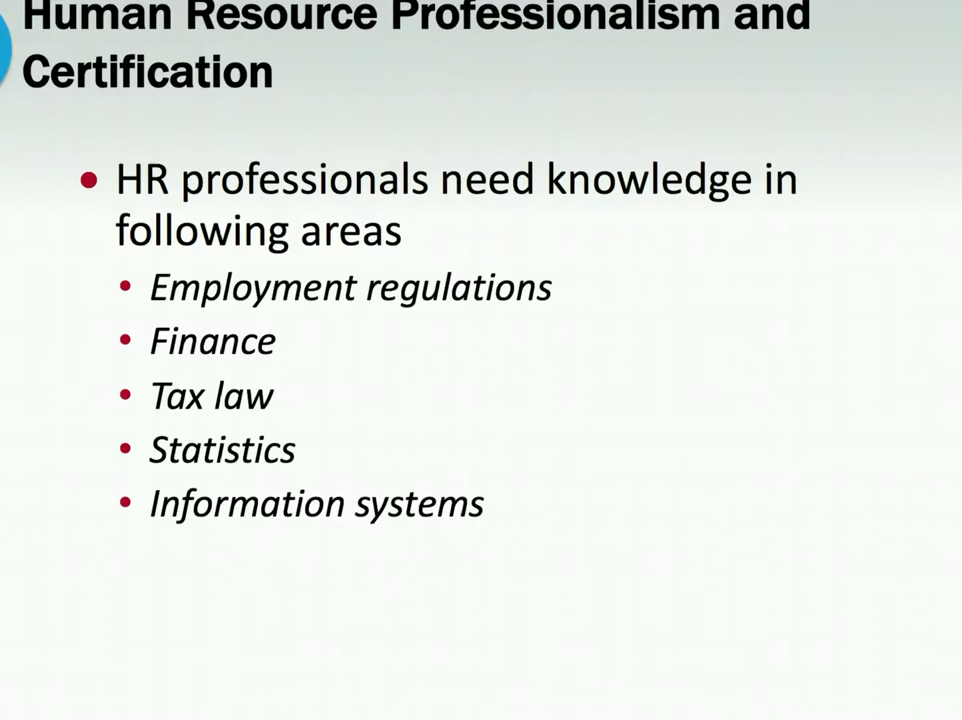 Human Resource Professionalism and
Certification
• HR professionals need knowledge in
following areas
• Employment regulations
• Finance
• Tax law
• Statistics
• Information systems